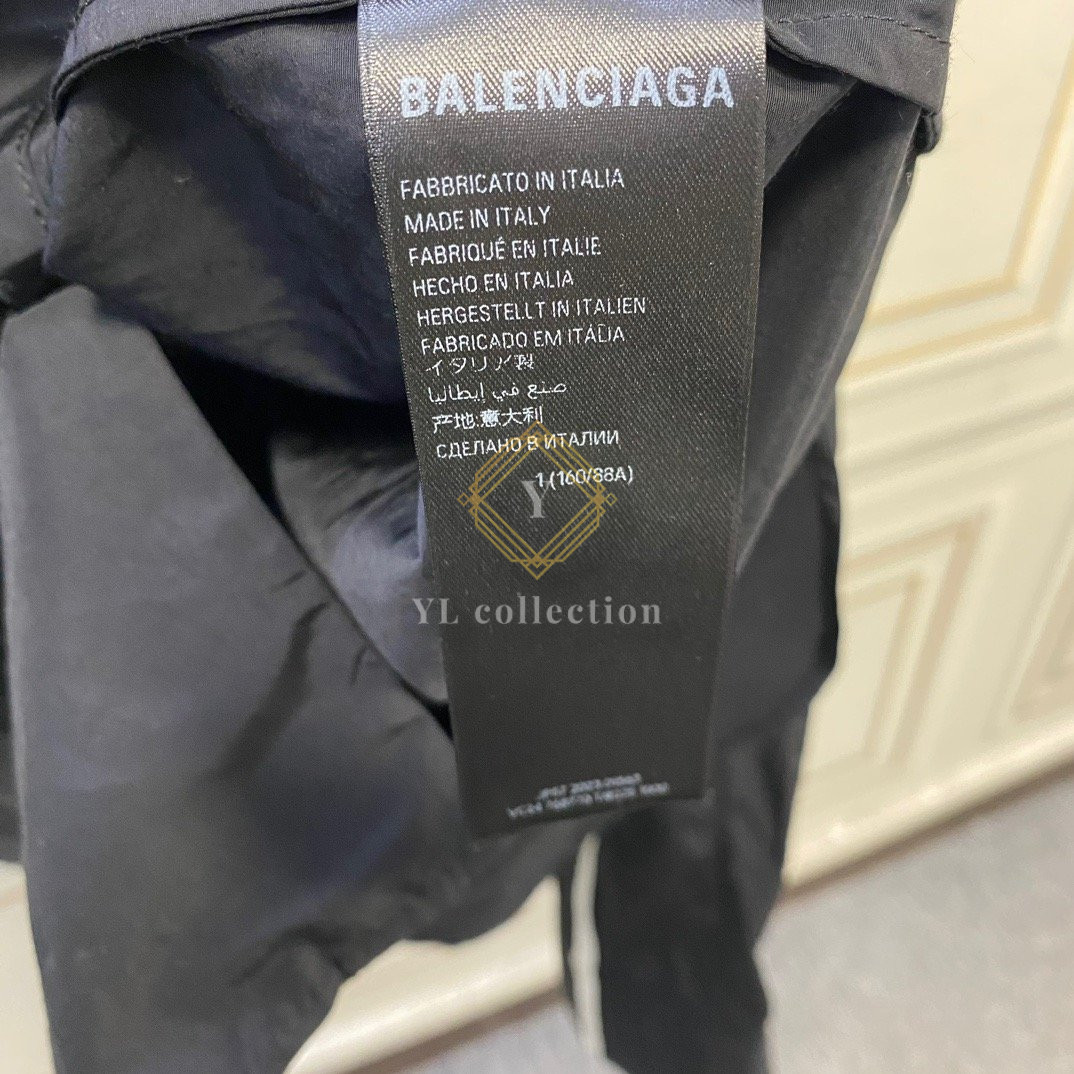 BALENCIAGA
FABBRICATO IN ITALIA
MADE IN ITALY
FABRIQUÉ EN ITALIE
HECHO EN ITALIA
HERGESTELLT IN ITALIEN
FABRICADO EM ITÁLIA
イタリア製
صنع في إيطاليا
产地:意大利
СДЕЛАНО В ИТАЛИИ
1 (160/88A)
Y
YL collection